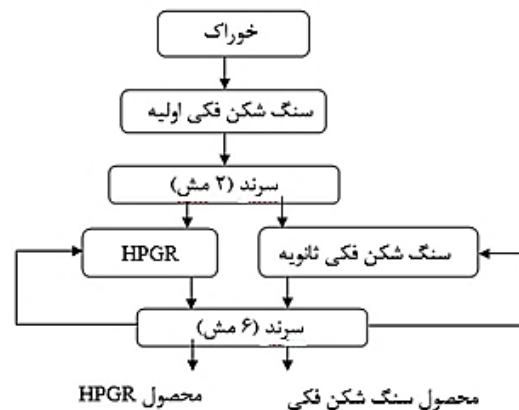 خوراک
سنگ شکن فکی اولیه
سرند (۲ مش)
سنگ شکن فکی ثانویه
HPGR
سرند (۶ مش)
محصول سنگ شکن فکی
محصول HPGR